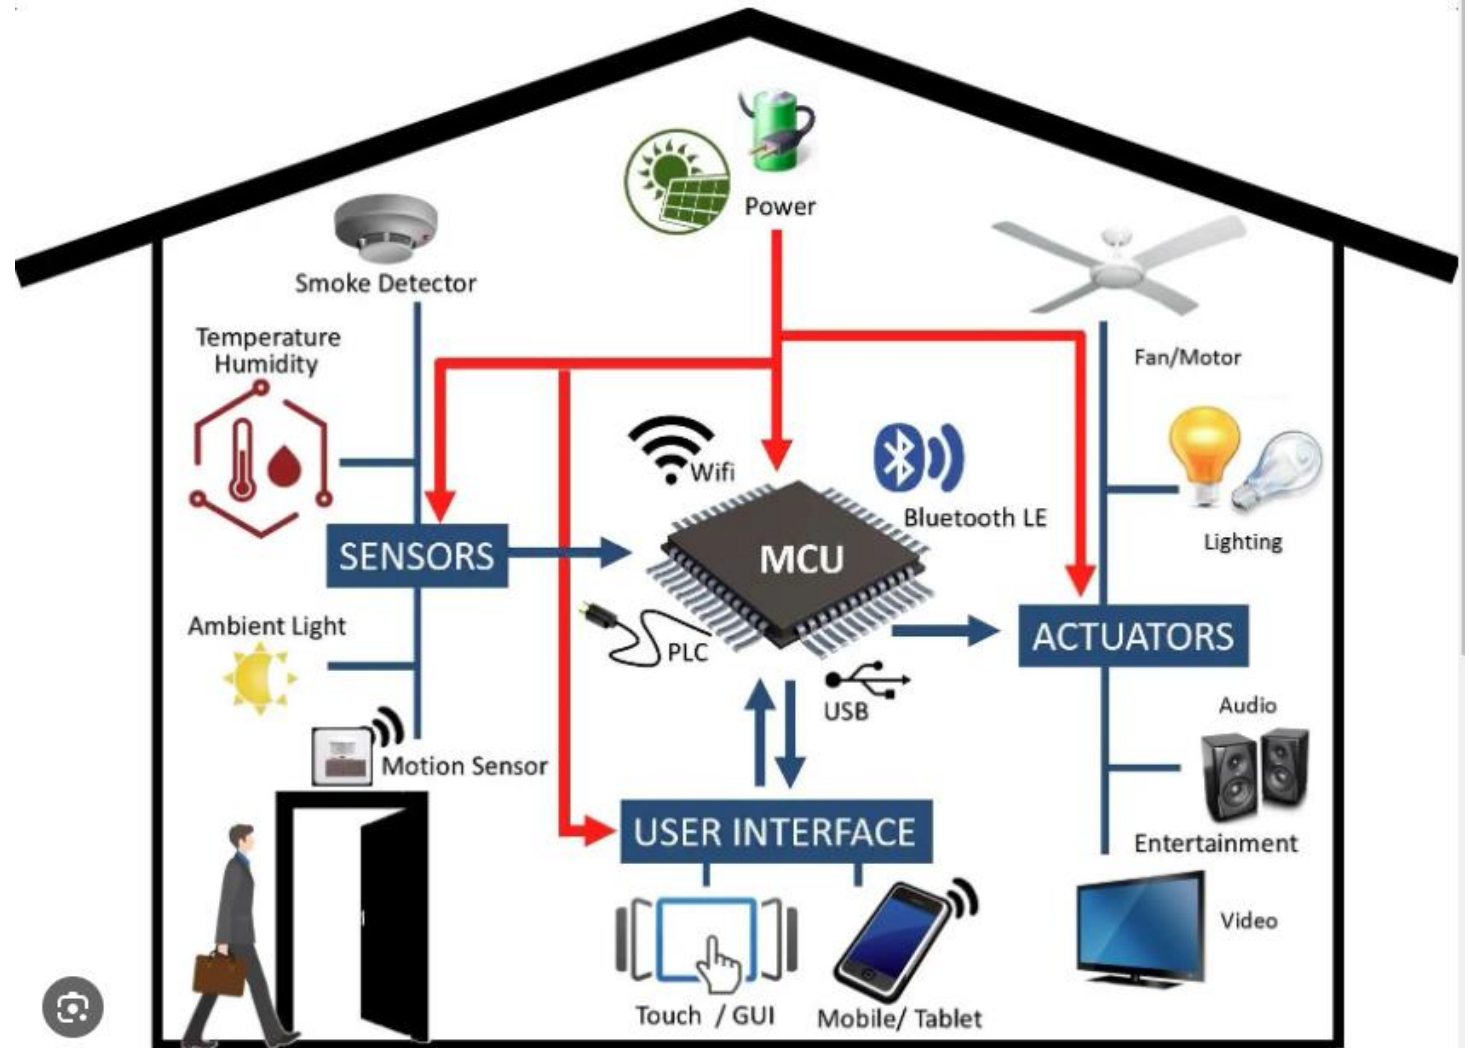 Power
Smoke Detector
Temperature
Humidity
Fan/Motor
Wifi
Bluetooth LE
Lighting
MCU
SENSORS
Ambient Light
PLC
ACTUATORS
USB
Audio
Motion Sensor
USER INTERFACE
Entertainment
Video
Touch / GUI
Mobile/ Tablet